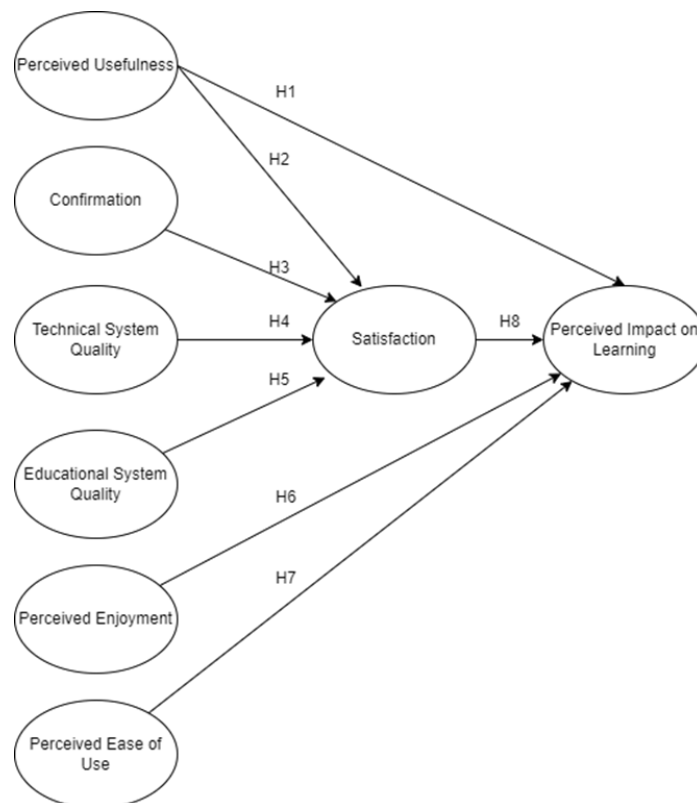 Perceived Usefulness
H1
H2
Confirmation
H3
Technical System
Quality
H4
Satisfaction
H8
Perceived Impact on
Learning
H5
Educational System
Quality
H6
H7
Perceived Enjoyment
Perceived Ease of
Use